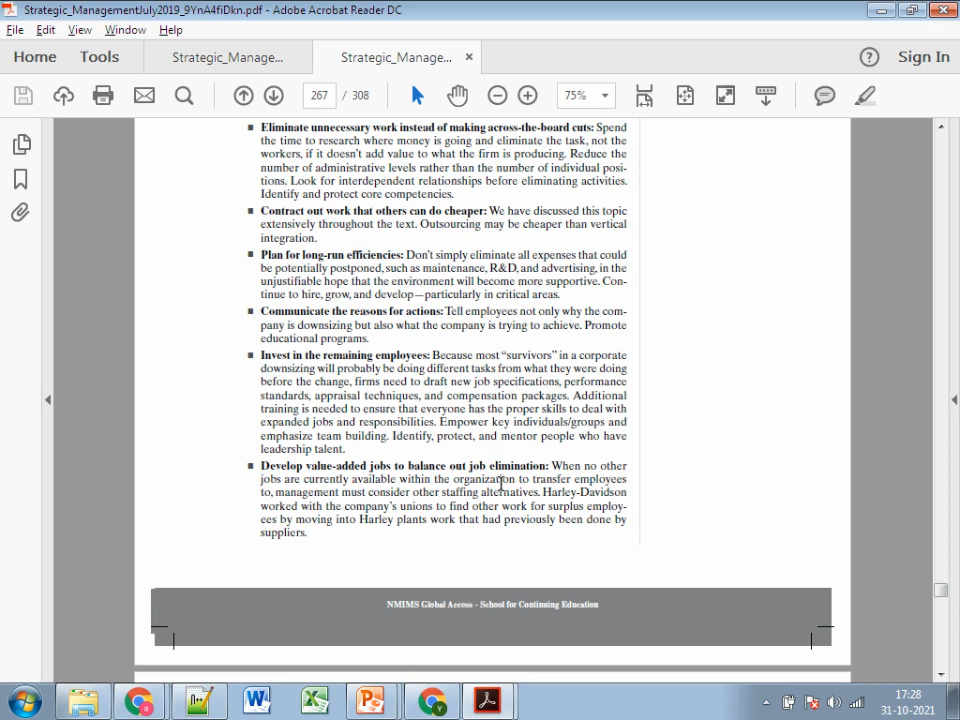 Strategic_ManagementJuly2019_9YnA4fiDkn.pdf - Adobe Acrobat Reader DC
File Edit View Window Help
Home Tools Strategic_Manage... Strategic_Manage... × Sign In
267 / 308 75%
Eliminate unnecessary work instead of making across-the-board cuts: Spend
the time to research where money is going and eliminate the task, not the
workers, if it doesn't add value to what the firm is producing. Reduce the
number of administrative levels rather than the number of individual posi-
tions. Look for interdependent relationships before eliminating activities.
Identify and protect core competencies.
Contract out work that others can do cheaper: We have discussed this topic
extensively throughout the text. Outsourcing may be cheaper than vertical
integration.
Plan for long-run efficiencies: Don't simply eliminate all expenses that could
be potentially postponed, such as maintenance, R&D, and advertising, in the
unjustifiable hope that the environment will become more supportive. Con-
tinue to hire, grow, and develop—particularly in critical areas.
Communicate the reasons for actions: Tell employees not only why the com-
pany is downsizing but also what the company is trying to achieve. Promote
educational programs.
Invest in the remaining employees: Because most "survivors" in a corporate
downsizing will probably be doing different tasks from what they were doing
before the change, firms need to draft new job specifications, performance
standards, appraisal techniques, and compensation packages. Additional
training is needed to ensure that everyone has the proper skills to deal with
expanded jobs and responsibilities. Empower key individuals/groups and
emphasize team building. Identify, protect, and mentor people who have
leadership talent.
Develop value-added jobs to balance out job elimination: When no other
jobs are currently available within the organization to transfer employees
to, management must consider other staffing alternatives. Harley-Davidson
worked with the company's unions to find other work for surplus employ-
ees by moving into Harley plants work that had previously been done by
suppliers.
NMIMS Global Access - School for Continuing Education
17:28
31-10-2021